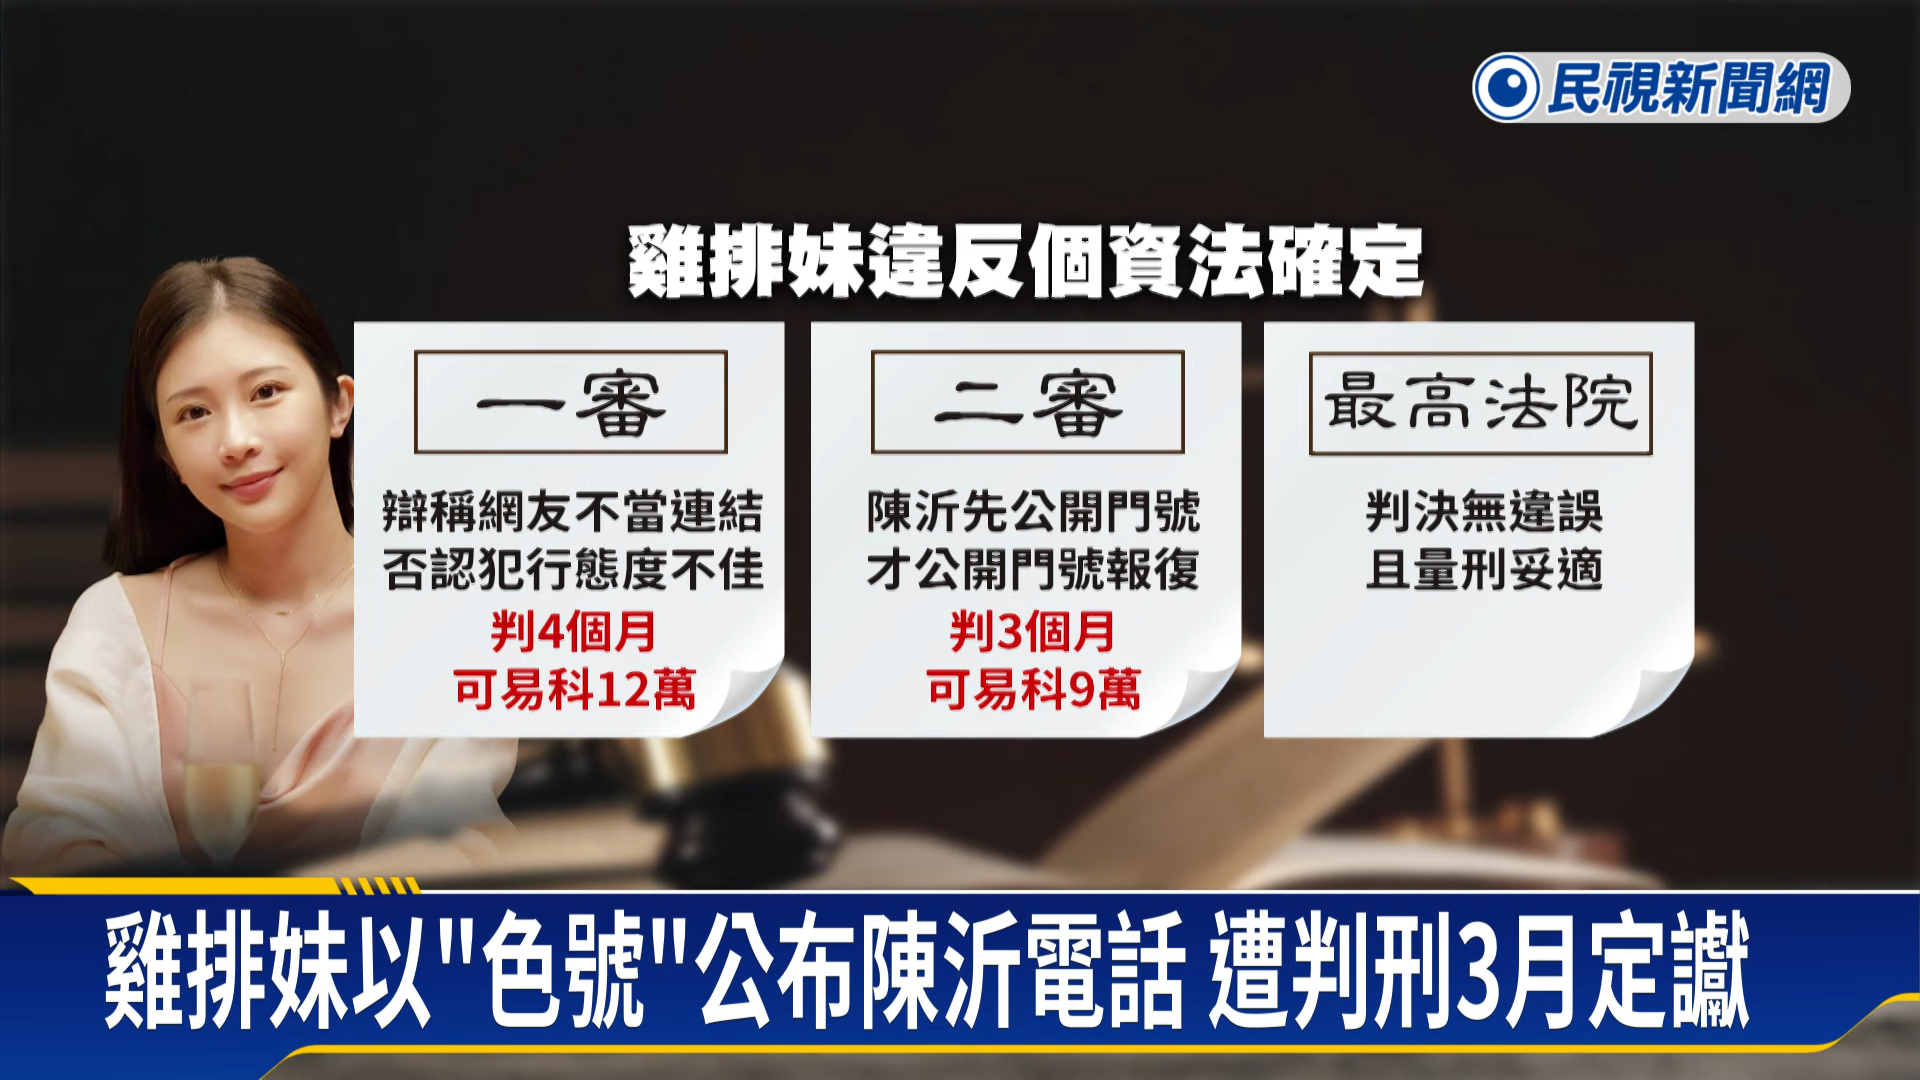 民視新聞網
雞排妹違反個資法確定
一審
辯稱網友不當連結
否認犯行態度不佳
判4個月
可易科12萬
二審
陳沂先公開門號
才公開門號報復
判3個月
可易科9萬
最高法院
判決無違誤
且量刑妥適
雞排妹以"色號"公布陳沂電話 遭判刑3月定讞